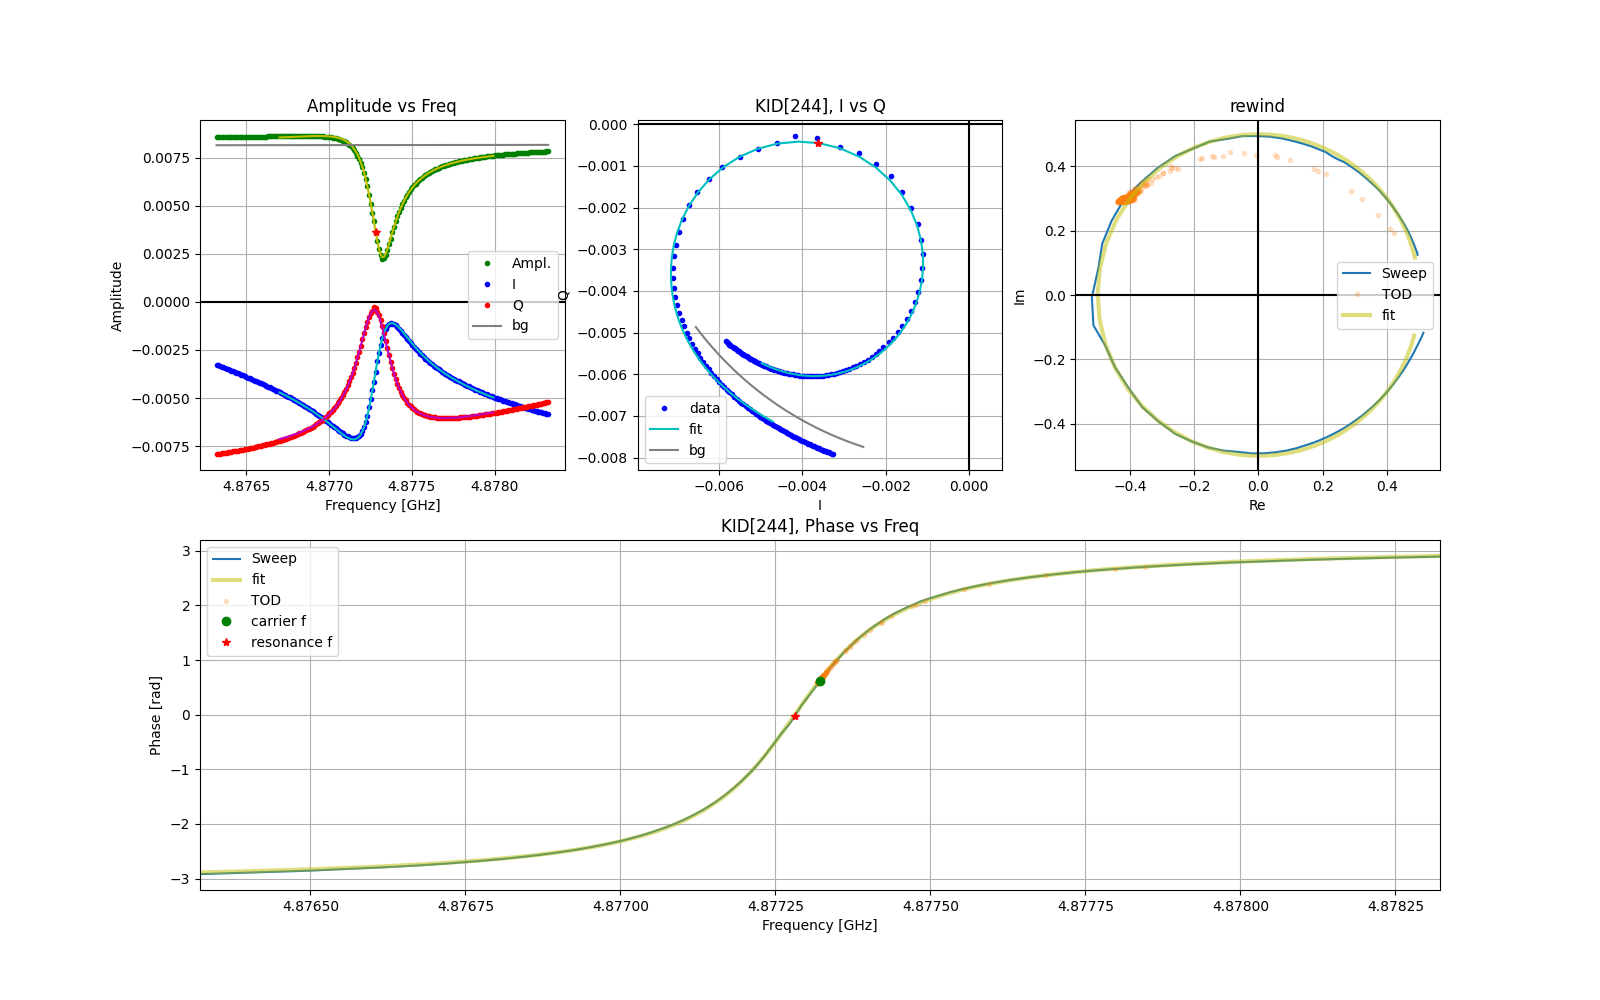 Amplitude vs Freq
Amplitude
0.0075
0.0050
0.0025
0.0000
−0.0025
−0.0050
−0.0075
Ampl.
I
Q
bg
4.8765 4.8770 4.8775 4.8780
Frequency [GHz]
KID[244], I vs Q
Q
0.000
−0.001
−0.002
−0.003
−0.004
−0.005
−0.006
−0.007
−0.008
data
fit
bg
−0.006 −0.004 −0.002 0.000
I
rewind
Im
0.4
0.2
0.0
−0.2
−0.4
Sweep
TOD
fit
−0.4 −0.2 0.0 0.2 0.4
Re
KID[244], Phase vs Freq
Phase [rad]
3
2
1
0
−1
−2
−3
Sweep
fit
TOD
carrier f
resonance f
4.87650 4.87675 4.87700 4.87725 4.87750 4.87775 4.87800 4.87825
Frequency [GHz]